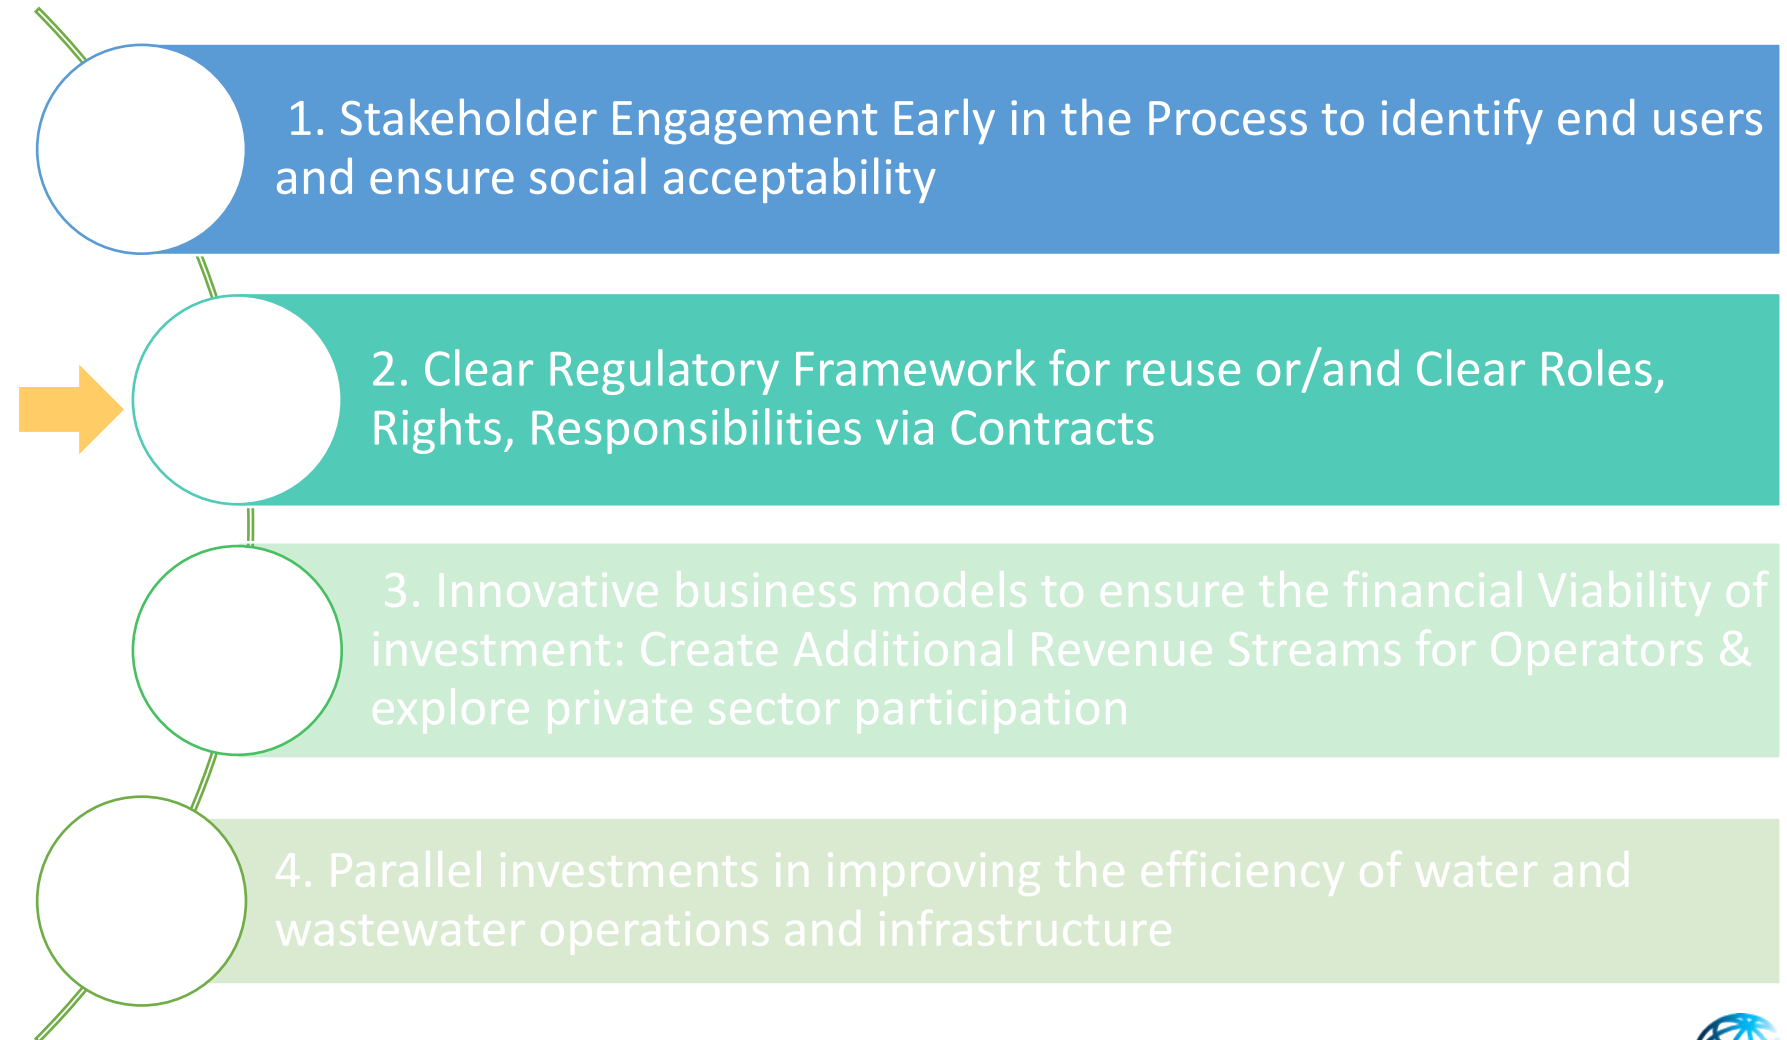 1. Stakeholder Engagement Early in the Process to identify end users
and ensure social acceptability
2. Clear Regulatory Framework for reuse or/and Clear Roles,
Rights, Responsibilities via Contracts
3. Innovative business models to ensure the financial Viability of
investment: Create Additional Revenue Streams for Operators &
explore private sector participation
4. Parallel investments in improving the efficiency of water and
wastewater operations and infrastructure